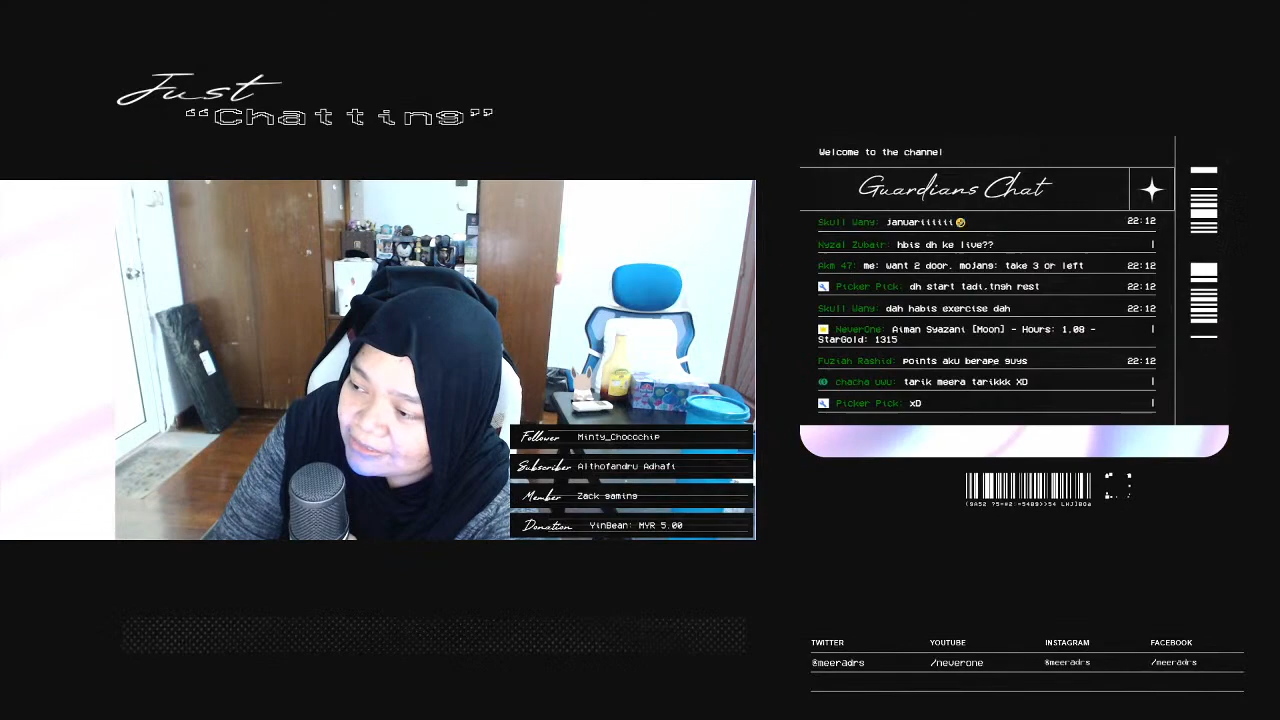 Just
“Chatting”
Welcome to the channel
Guardians Chat
Skull Wany: januariiiiii🤣 22:12
Nyzal Zubair: hbis dh ke live??
Akm 47: me: want 2 door. mojang: take 3 or left 22:12
Picker Pick: dh start tadi,tngh rest 22:12
Skull Wany: dah habis exercise dah 22:12
NeverOne: Aiman Syazani [Moon] - Hours: 1.08 -
StarGold: 1315
Fuziah Rashid: points aku berape guys 22:12
chacha uwu: tarik meera tarikkk XD
Picker Pick: xD
Follower Minty_Chocochip
Subscriber Althofandru Adhafi
Member Zack gaming
Donation YinBean: MYR 5.00
TWITTER YOUTUBE INSTAGRAM FACEBOOK
@meeradrs /neverone @meeradrs /meeradrs